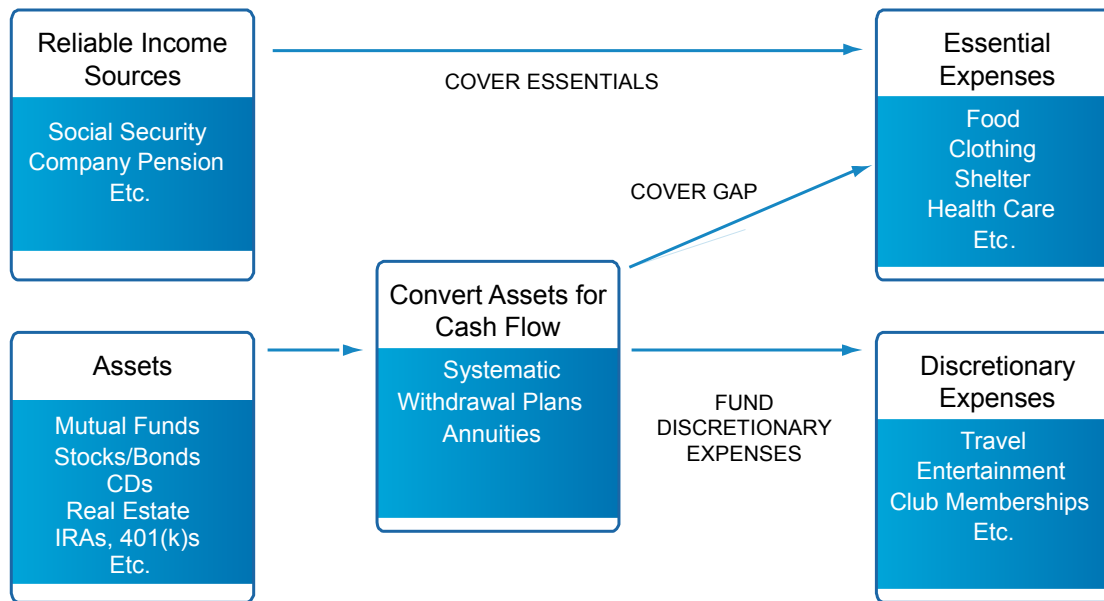 Reliable Income
Sources
Social Security
Company Pension
Etc.
COVER ESSENTIALS
Essential
Expenses
Food
Clothing
Shelter
Health Care
Etc.
COVER GAP
Assets
Mutual Funds
Stocks/Bonds
CDs
Real Estate
IRAs, 401(k)s
Etc.
Convert Assets for
Cash Flow
Systematic
Withdrawal Plans
Annuities
FUND
DISCRETIONARY
EXPENSES
Discretionary
Expenses
Travel
Entertainment
Club Memberships
Etc.